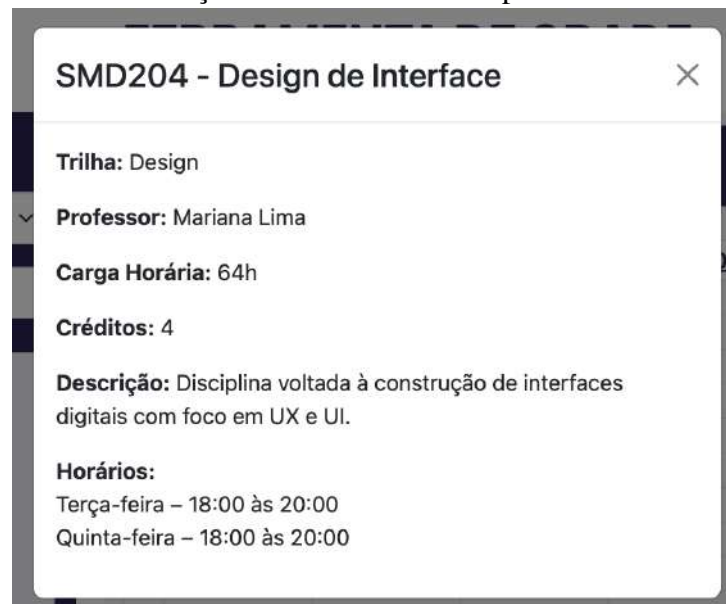 SMD204 - Design de Interface
Trilha: Design
Professor: Mariana Lima
Carga Horária: 64h
Créditos: 4
Descrição: Disciplina voltada à construção de interfaces
digitais com foco em UX e UI.
Horários:
Terça-feira – 18:00 às 20:00
Quinta-feira – 18:00 às 20:00